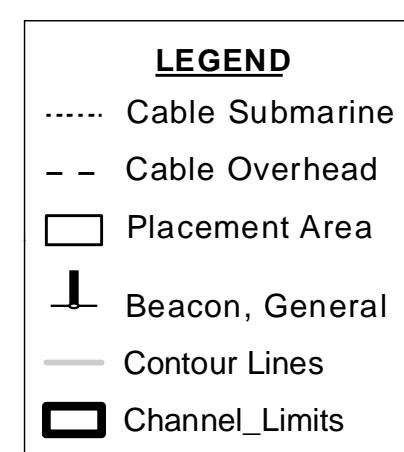 LEGEND
Cable Submarine
Cable Overhead
Placement Area
Beacon, General
Contour Lines
Channel_Limits